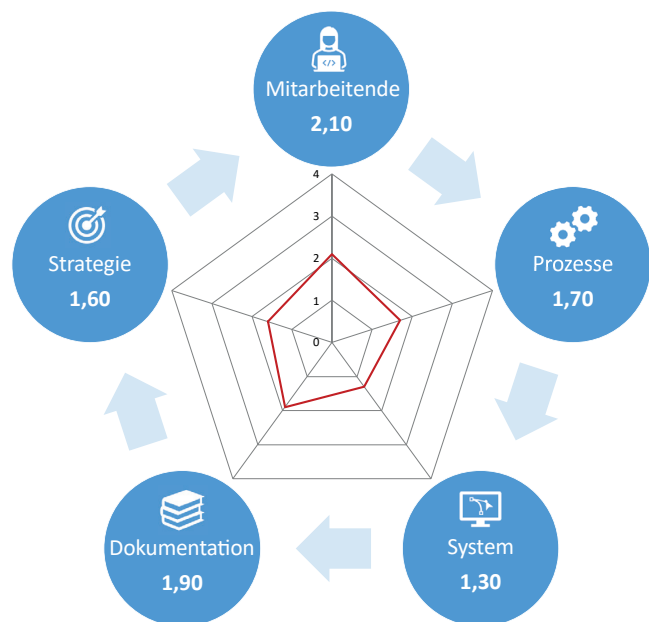 </>
Mitarbeitende
2,10
Strategie
1,60
Prozesse
1,70
4
3
2
1
0
Dokumentation
1,90
System
1,30